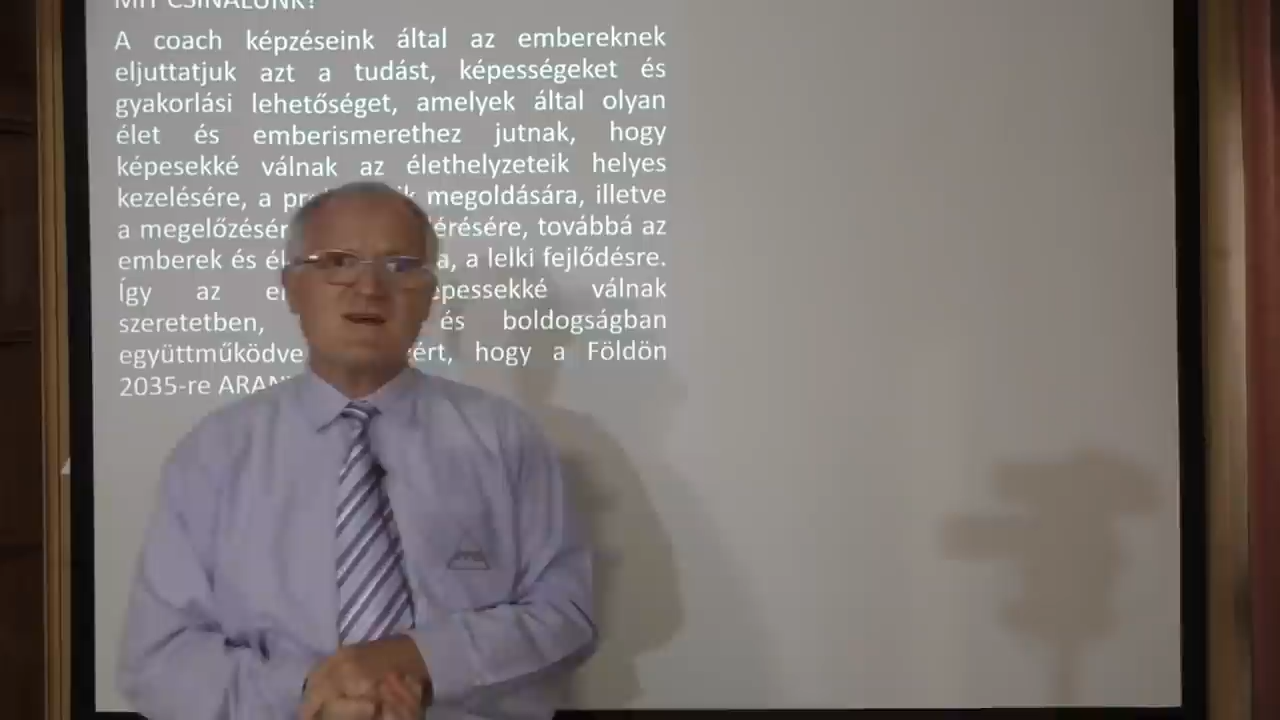 MIT CSINÁLUNK?
A coach képzéseink által az embereknek
eljuttatjuk azt a tudást, képességeket és
gyakorlási lehetőséget, amelyek által olyan
élet és emberismerethez jutnak, hogy
képesekké válnak az élethelyzeteik helyes
kezelésére, a megoldására, illetve
a továbbá az
emberek és a lelki fejlődésre.
Így az válnak
szeretetben, és boldogságban
együttműködve hogy a Földön
2035-re